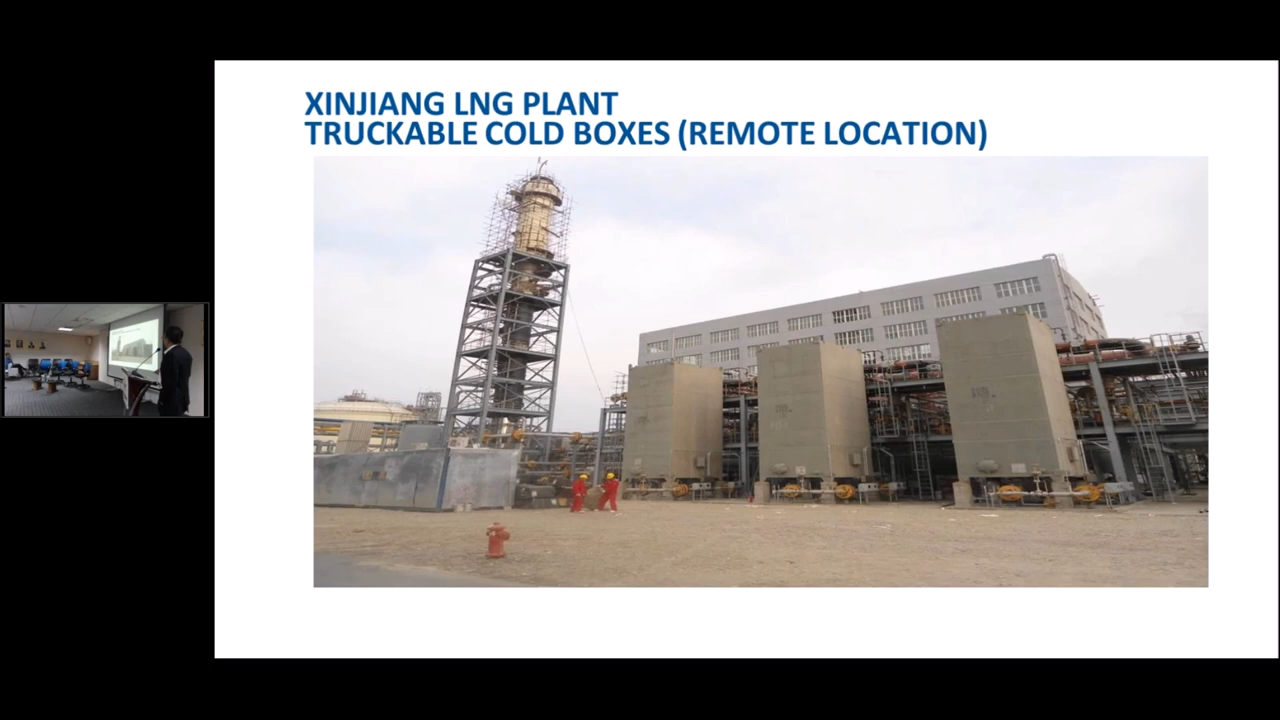 XINJIANG LNG PLANT
TRUCKABLE COLD BOXES (REMOTE LOCATION)